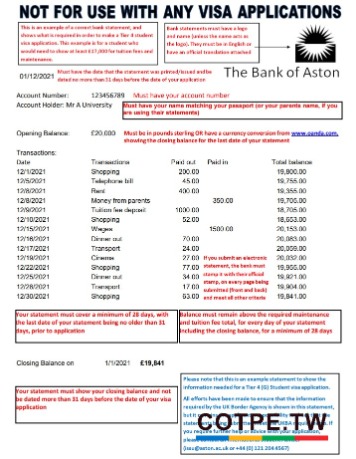 NOT FOR USE WITH ANY VISA APPLICATIONS
This is an example of a correct bank statement, and
shows what is required in order to make a Tier 4 student
visa application. This example is for a student who
would need to show at least £17,000 for tuition fees and
maintenance.
Bank statements must have a logo
and name (unless the name acts as
the logo). They must be in English or
have an official translation attached
01/12/2021
Must have the date that the statement was printed/issued and be
dated no more than 31 days before the date of your application
The Bank of Aston
Account Number: 123456789 Must have your account number
Account Holder: Mr A University
Must have your name matching your passport (or your parents name, if you
are using their statements)
Opening Balance: £20,000
Must be in pounds sterling OR have a currency conversion from www.oanda.com,
showing the closing balance for the last date of your statement
Transactions:
Date Transactions Paid out Paid in Total balance
12/1/2021 Shopping 200.00 19,800.00
12/5/2021 Telephone bill 45.00 19,755.00
12/8/2021 Rent 400.00 19,355.00
12/8/2021 Money from parents 350.00 19,705.00
12/9/2021 Tuition fee deposit 1000.00 18,705.00
12/10/2021 Shopping 52.00 18,653.00
12/15/2021 Wages 1500.00 20,153.00
12/16/2021 Dinner out 70.00 20,083.00
12/17/2021 Transport 24.00 20,059.00
12/19/2021 Cinema 27.00 20,032.00
12/22/2021 Shopping 77.00 19,955.00
12/25/2021 Dinner out 34.00 19,921.00
12/28/2021 Transport 17.00 19,904.00
12/30/2021 Shopping 63.00 19,841.00
If you submit an electronic
statement, the bank must
stamp it with their official
stamp, on every page being
submitted (front and back)
and meet all other criteria
Your statement must cover a minimum of 28 days, with
the last date of your statement being no older than 31
days, prior to application
Balance must remain above the required maintenance
and tuition fee total, for every day of your statement
including the closing balance, for a minimum of 28 days
Closing Balance on 1/1/2021 £19,841
Your statement must show your closing balance and not
be dated more than 31 days before the date of your visa
application
Please note that this is an example statement to show the
information needed for a Tier 4 (G) Student visa application.
All efforts have been made to ensure that the information
required by the UK Border Agency is shown in this statement,
further advice
(isau@aston.ac.uk or +44 (0) 121 2044567)